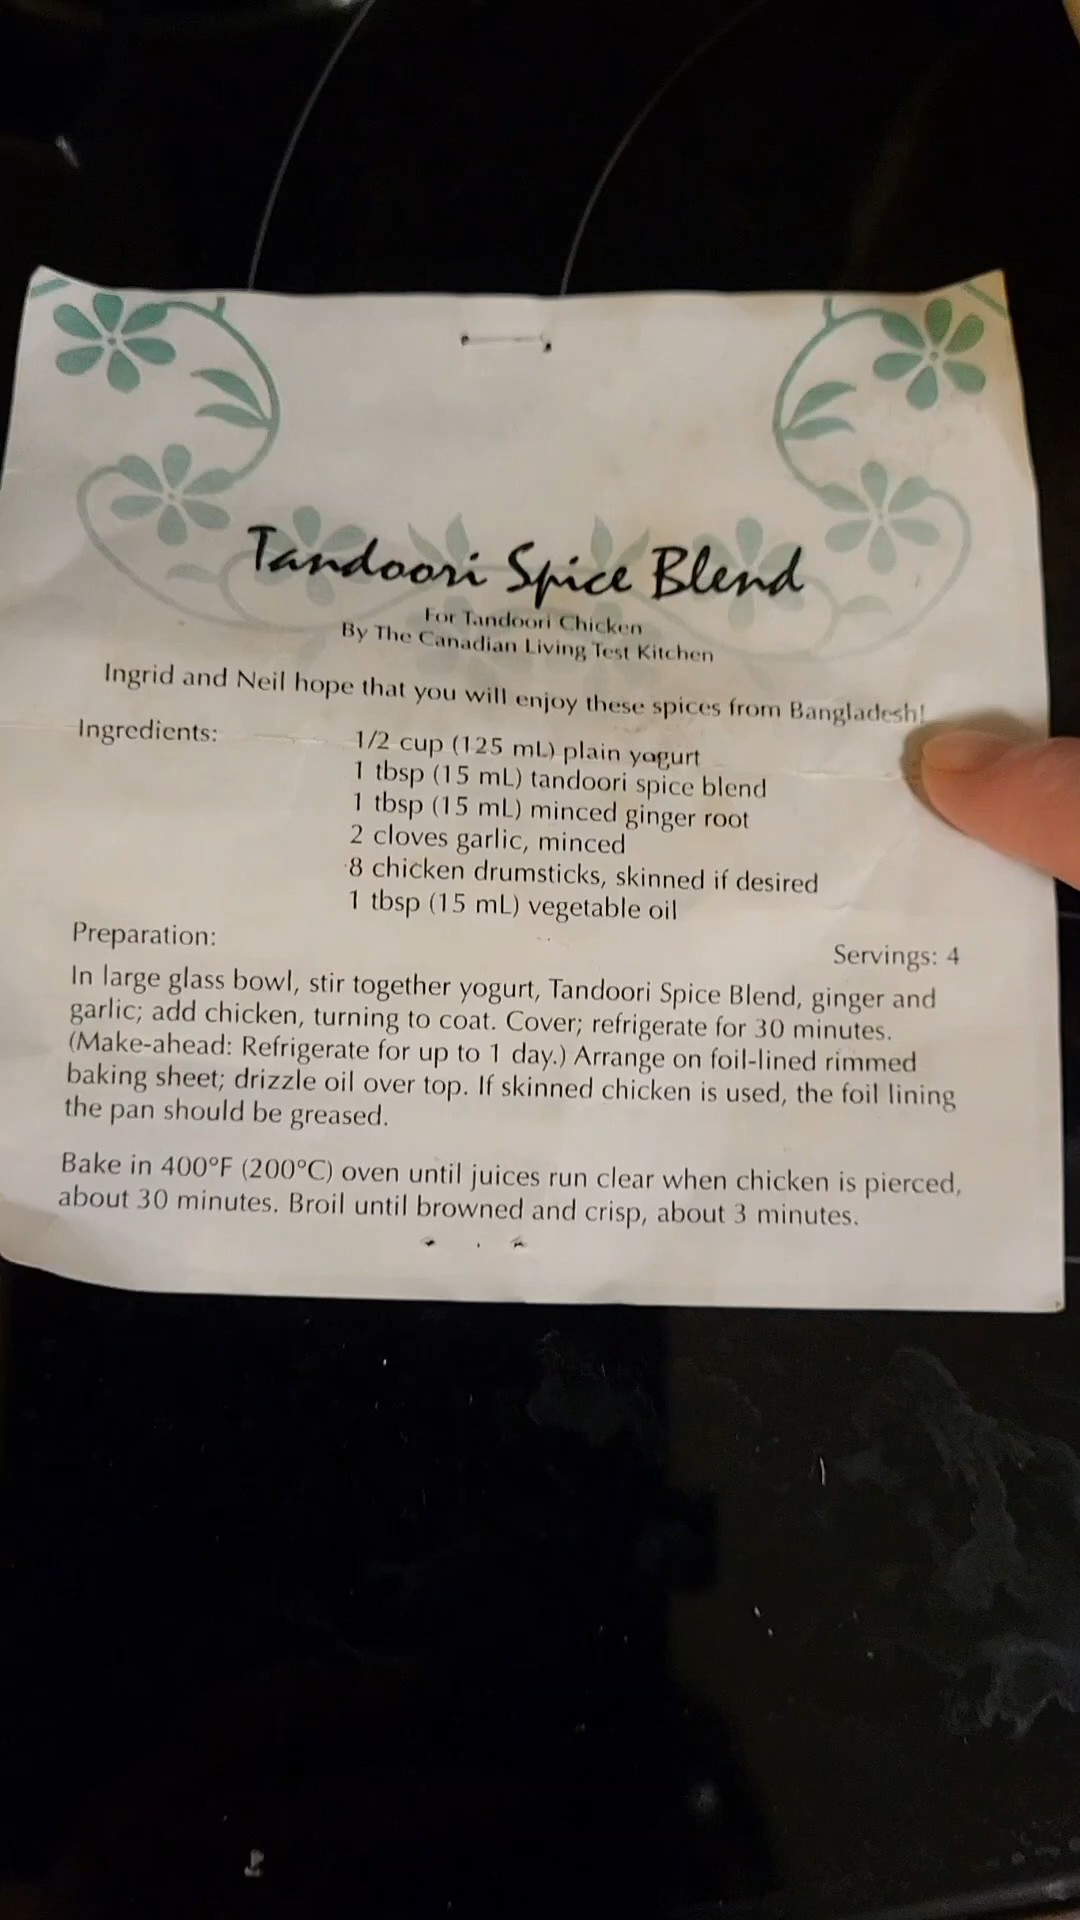 Tandoori Spice Blend
For Tandoori Chicken
By The Canadian Living Test Kitchen
Ingrid and Neil hope that you will enjoy these spices from Bangladesh!
Ingredients:
1/2 cup (125 mL) plain yogurt
1 tbsp (15 mL) tandoori spice blend
1 tbsp (15 mL) minced ginger root
2 cloves garlic, minced
8 chicken drumsticks, skinned if desired
1 tbsp (15 mL) vegetable oil
Preparation:
Servings: 4
In large glass bowl, stir together yogurt, Tandoori Spice Blend, ginger and
garlic; add chicken, turning to coat. Cover; refrigerate for 30 minutes.
(Make-ahead: Refrigerate for up to 1 day.) Arrange on foil-lined rimmed
baking sheet; drizzle oil over top. If skinned chicken is used, the foil lining
the pan should be greased.
Bake in 400°F (200°C) oven until juices run clear when chicken is pierced,
about 30 minutes. Broil until browned and crisp, about 3 minutes.